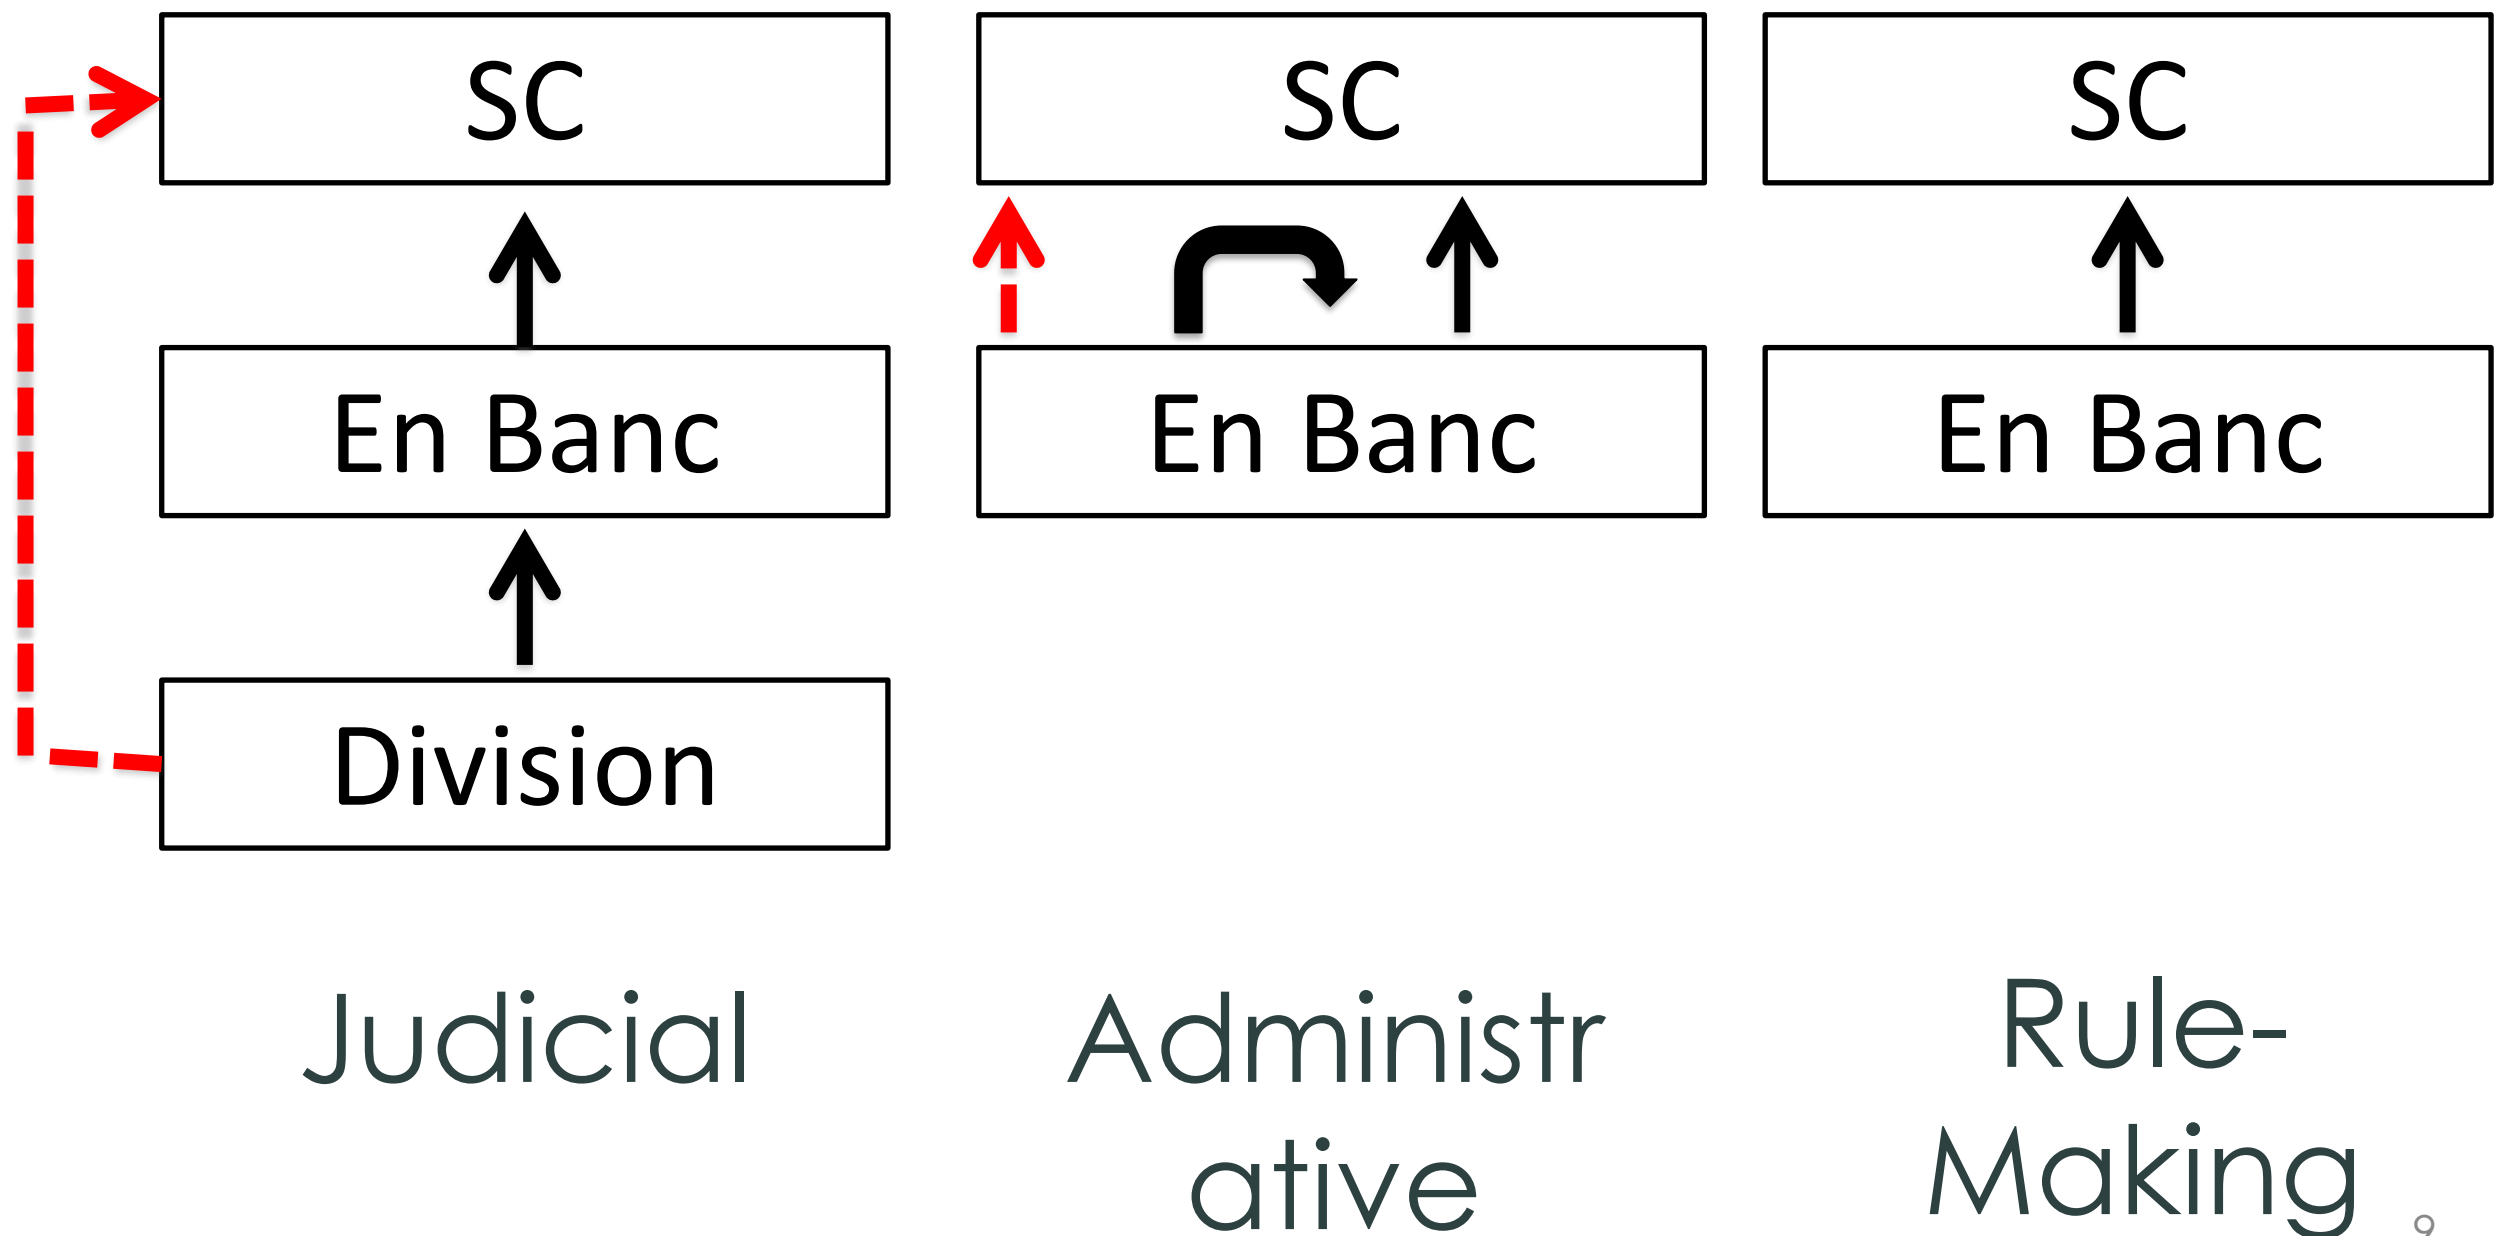 SC
SC
SC
En Banc
En Banc
En Banc
Division
Judicial
Administr
ative
Rule-
Making
9